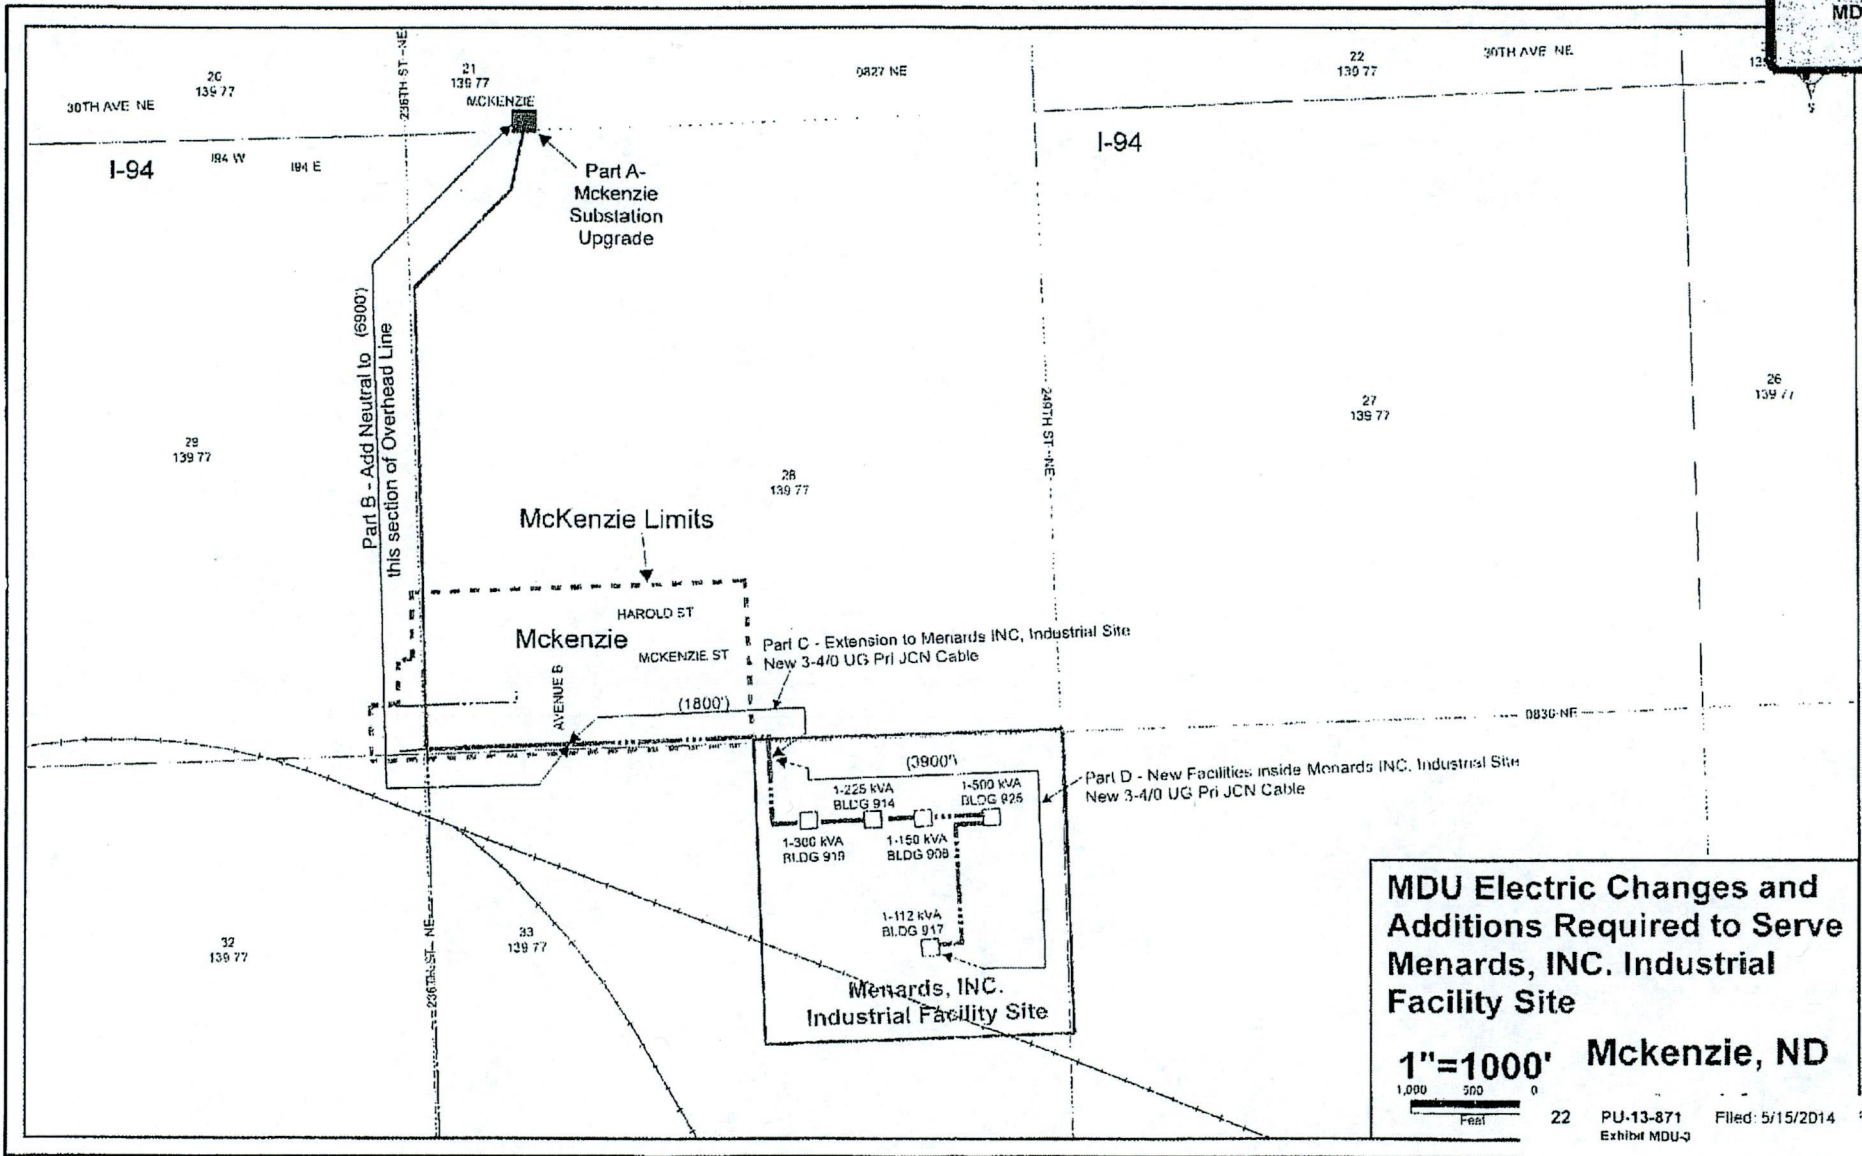 MD
20
139 77
236TH ST -NE
21
139 77
0827 NE
22
139 77
30TH AVE NE
30TH AVE NE
MCKENZIE
S
I-94
I94 W
I94 E
I-94
Part A-
Mckenzie
Substation
Upgrade
Part B - Add Neutral to (6900')
this section of Overhead Line
29
139 77
28
139 77
249TH ST -NE
27
139 77
26
139 77
McKenzie Limits
HAROLD ST
Mckenzie
MCKENZIE ST
AVENUE B
Part C - Extension to Menards INC, Industrial Site
New 3-4/0 UG Pri JCN Cable
(1800')
0836 NE
(3900')
Part D - New Facilities inside Menards INC. Industrial Site
New 3-4/0 UG Pri JCN Cable
1-225 kVA
BLDG 914
1-500 kVA
BLDG 925
1-300 kVA
BLDG 919
1-150 kVA
BLDG 908
1-112 kVA
BLDG 917
32
139 77
236TH ST- NE
33
139 77
Menards, INC.
Industrial Facility Site
MDU Electric Changes and
Additions Required to Serve
Menards, INC. Industrial
Facility Site
1"=1000'
Mckenzie, ND
1,000 500 0
Feet
22 PU-13-871 Filed: 5/15/2014
Exhibit MDU-3